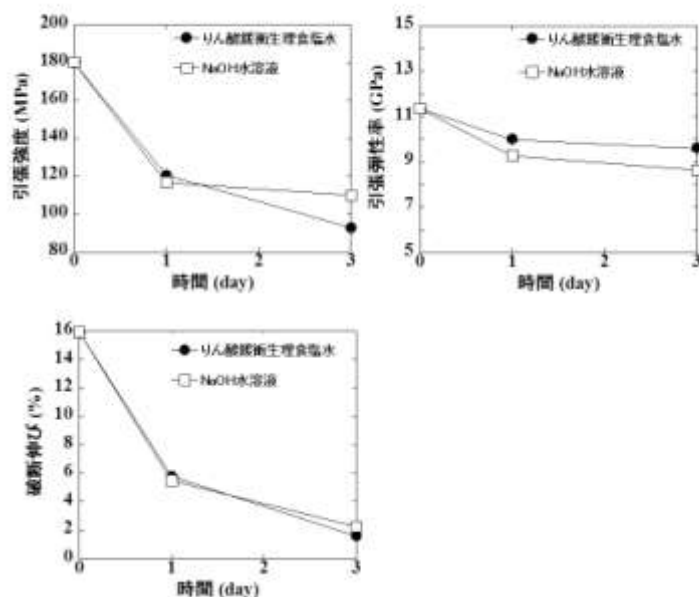 200
180
160
140
120
100
80
引張強度 (MPa)
りん酸緩衝生理食塩水
NaOH水溶液
0
1
2
3
時間 (day)
15
13
11
9
7
5
引張弾性率 (GPa)
りん酸緩衝生理食塩水
NaOH水溶液
0
1
2
3
時間 (day)
16
14
12
10
8
6
4
2
0
破断伸び (%)
りん酸緩衝生理食塩水
NaOH水溶液
0
1
2
3
時間 (day)